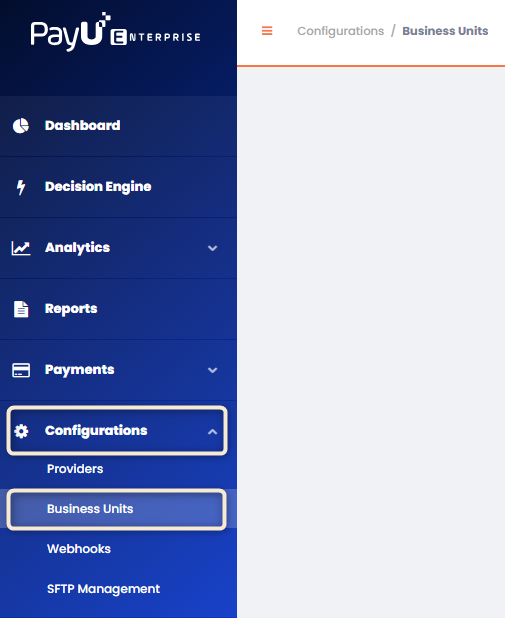 PayU ENTERPRISE
Configurations / Business Units
Dashboard
Decision Engine
Analytics
Reports
Payments
Configurations
Providers
Business Units
Webhooks
SFTP Management